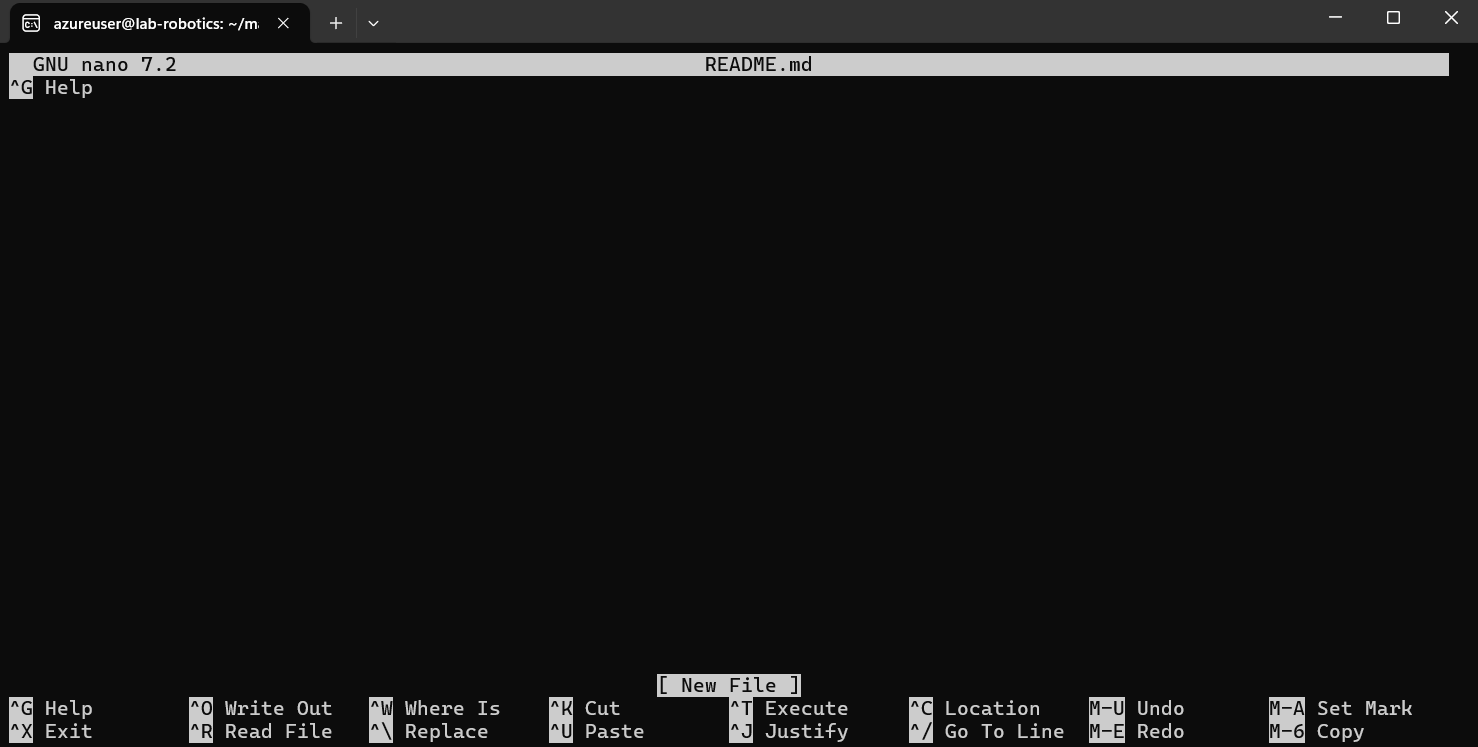 azureuser@lab-robotics: ~/m
GNU nano 7.2 README.md
^G Help
[ New File ]
^G Help ^O Write Out ^W Where Is ^K Cut ^T Execute ^C Location M-U Undo M-A Set Mark
^X Exit ^R Read File ^\ Replace ^U Paste ^J Justify ^/ Go To Line M-E Redo M-6 Copy